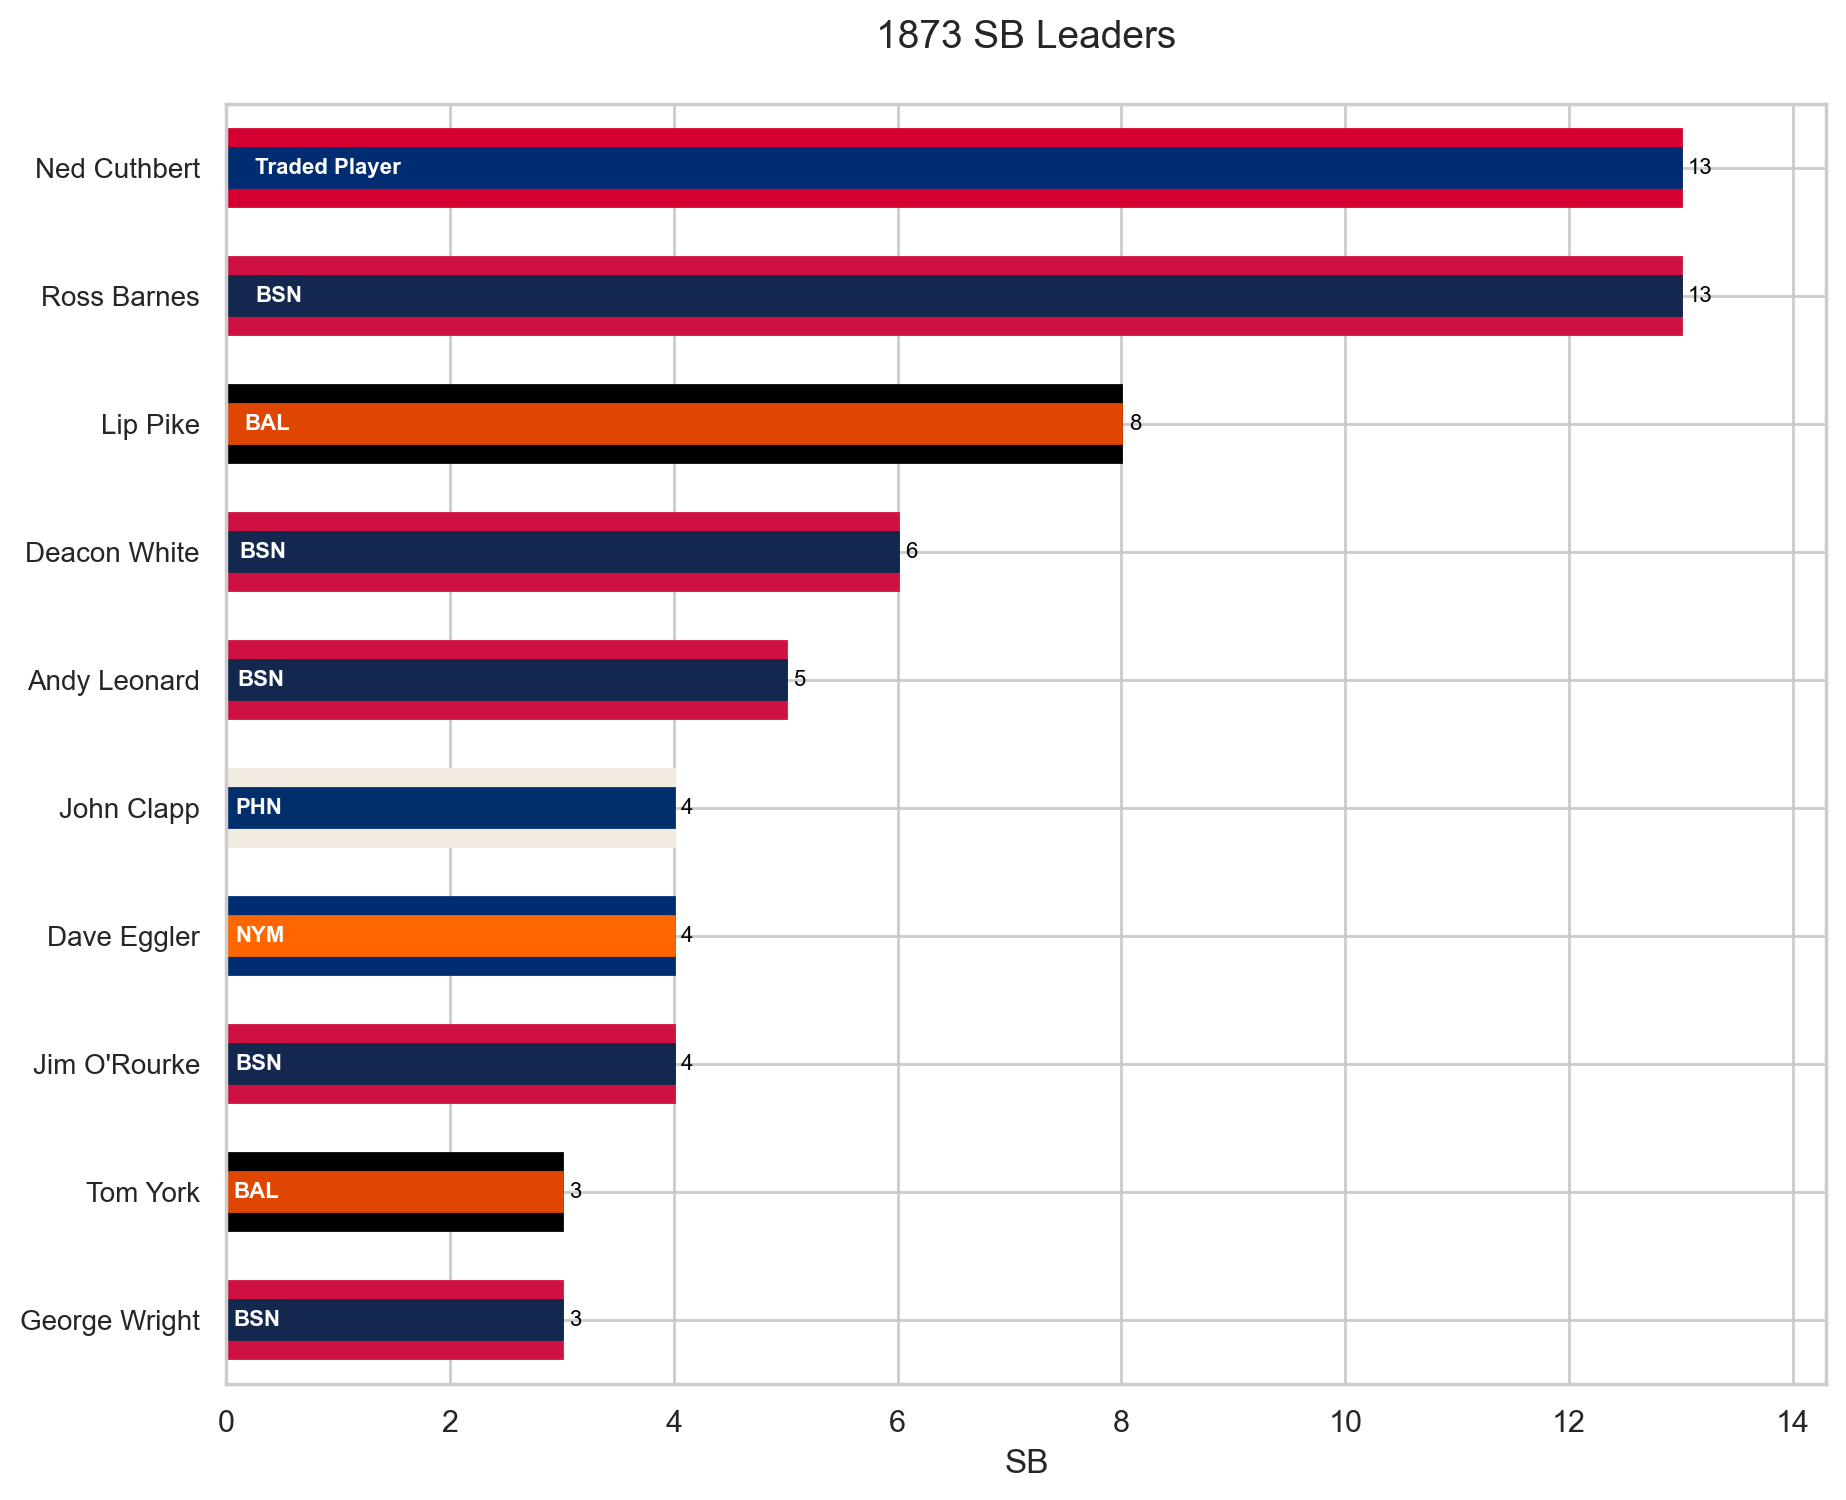 1873 SB Leaders
Ned Cuthbert Traded Player 13
Ross Barnes BSN 13
Lip Pike BAL 8
Deacon White BSN 6
Andy Leonard BSN 5
John Clapp PHN 4
Dave Eggler NYM 4
Jim O'Rourke BSN 4
Tom York BAL 3
George Wright BSN 3
0 2 4 6 8 10 12 14
SB